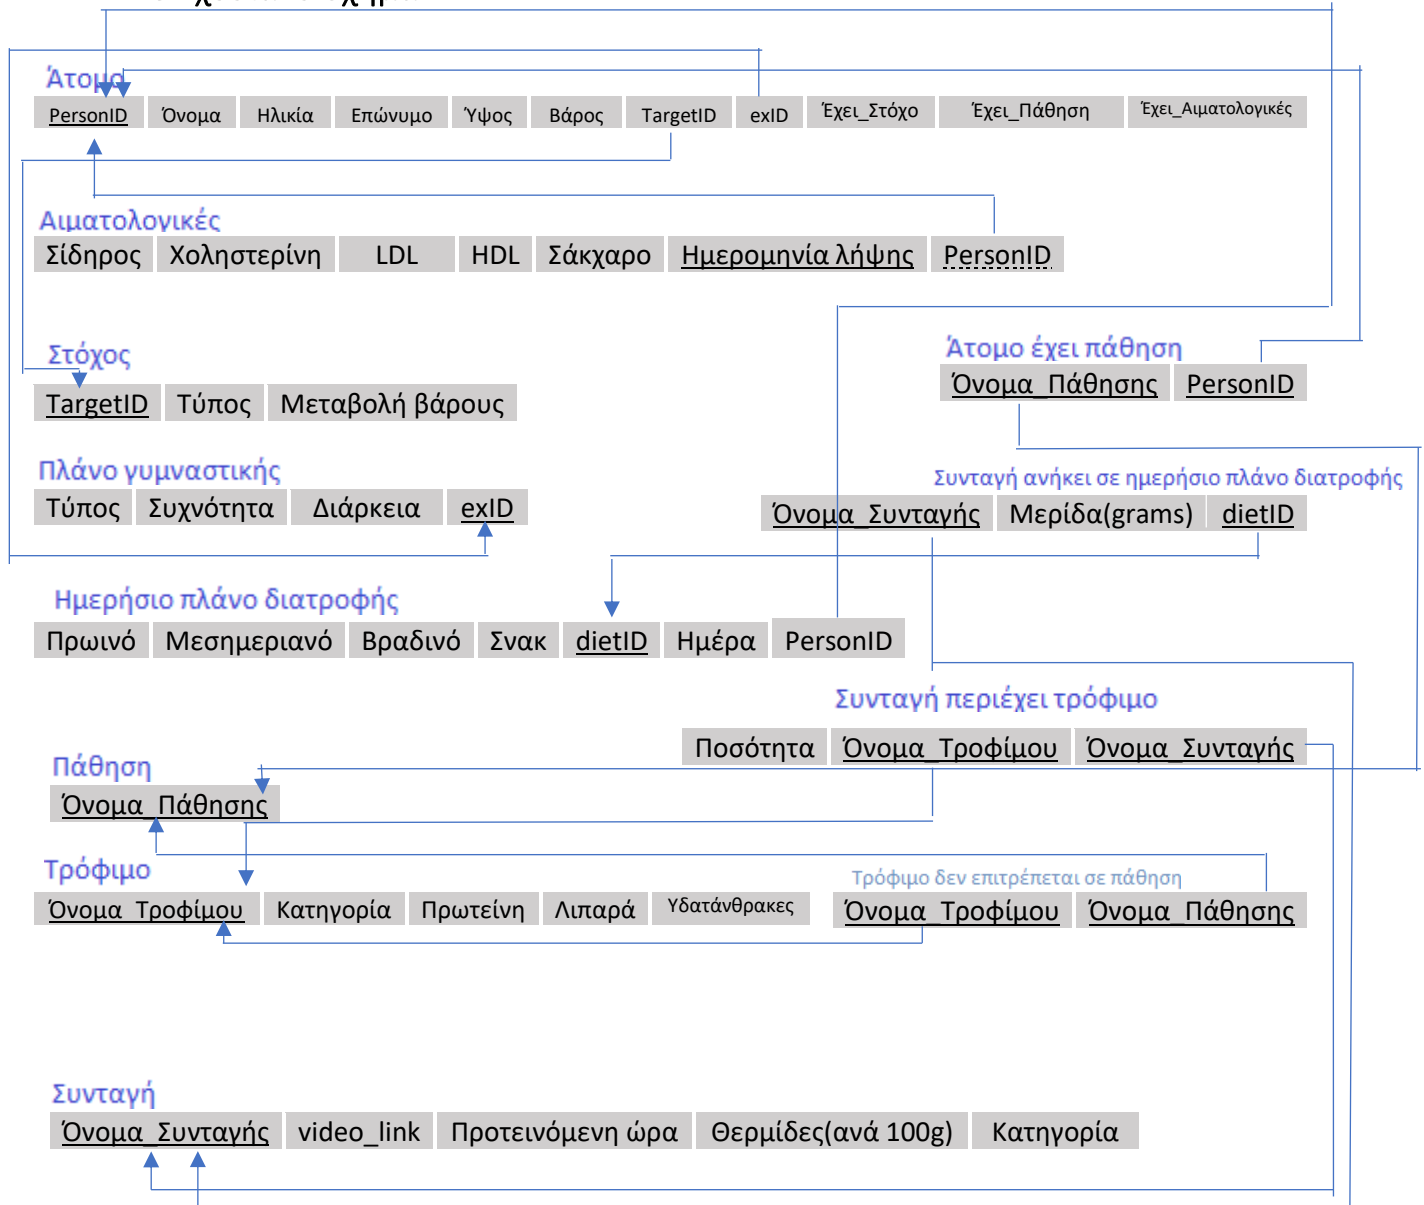 Άτομο
PersonID Όνομα Ηλικία Επώνυμο Ύψος Βάρος TargetID exID Έχει_Στόχο Έχει_Πάθηση Έχει_Αιματολογικές
Αιματολογικές
Σίδηρος Χοληστερίνη LDL HDL Σάκχαρο Ημερομηνία λήψης PersonID
Στόχος
TargetID Τύπος Μεταβολή βάρους
Άτομο έχει πάθηση
Όνομα_Πάθησης PersonID
Πλάνο γυμναστικής
Τύπος Συχνότητα Διάρκεια exID
Συνταγή ανήκει σε ημερήσιο πλάνο διατροφής
Όνομα_Συνταγής Μερίδα(grams) dietID
Ημερήσιο πλάνο διατροφής
Πρωινό Μεσημεριανό Βραδινό Σνακ dietID Ημέρα PersonID
Συνταγή περιέχει τρόφιμο
Ποσότητα Όνομα_Τροφίμου Όνομα_Συνταγής
Πάθηση
Όνομα_Πάθησης
Τρόφιμο
Όνομα_Τροφίμου Κατηγορία Πρωτείνη Λιπαρά Υδατάνθρακες
Τρόφιμο δεν επιτρέπεται σε πάθηση
Όνομα_Τροφίμου Όνομα_Πάθησης
Συνταγή
Όνομα_Συνταγής video_link Προτεινόμενη ώρα Θερμίδες(ανά 100g) Κατηγορία